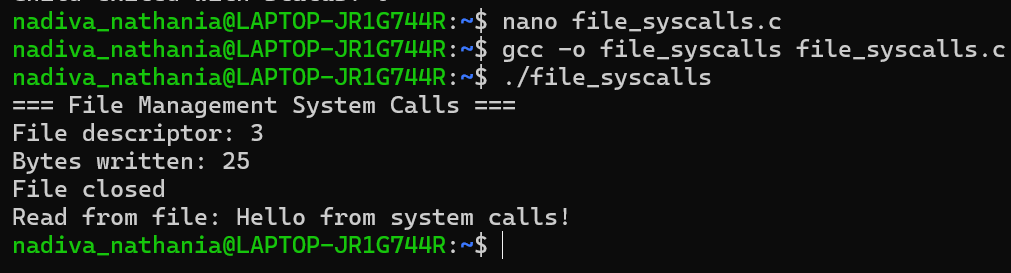 nadiva_nathania@LAPTOP-JR1G744R:~$ nano file_syscalls.c
nadiva_nathania@LAPTOP-JR1G744R:~$ gcc -o file_syscalls file_syscalls.c
nadiva_nathania@LAPTOP-JR1G744R:~$ ./file_syscalls
=== File Management System Calls ===
File descriptor: 3
Bytes written: 25
File closed
Read from file: Hello from system calls!
nadiva_nathania@LAPTOP-JR1G744R:~$